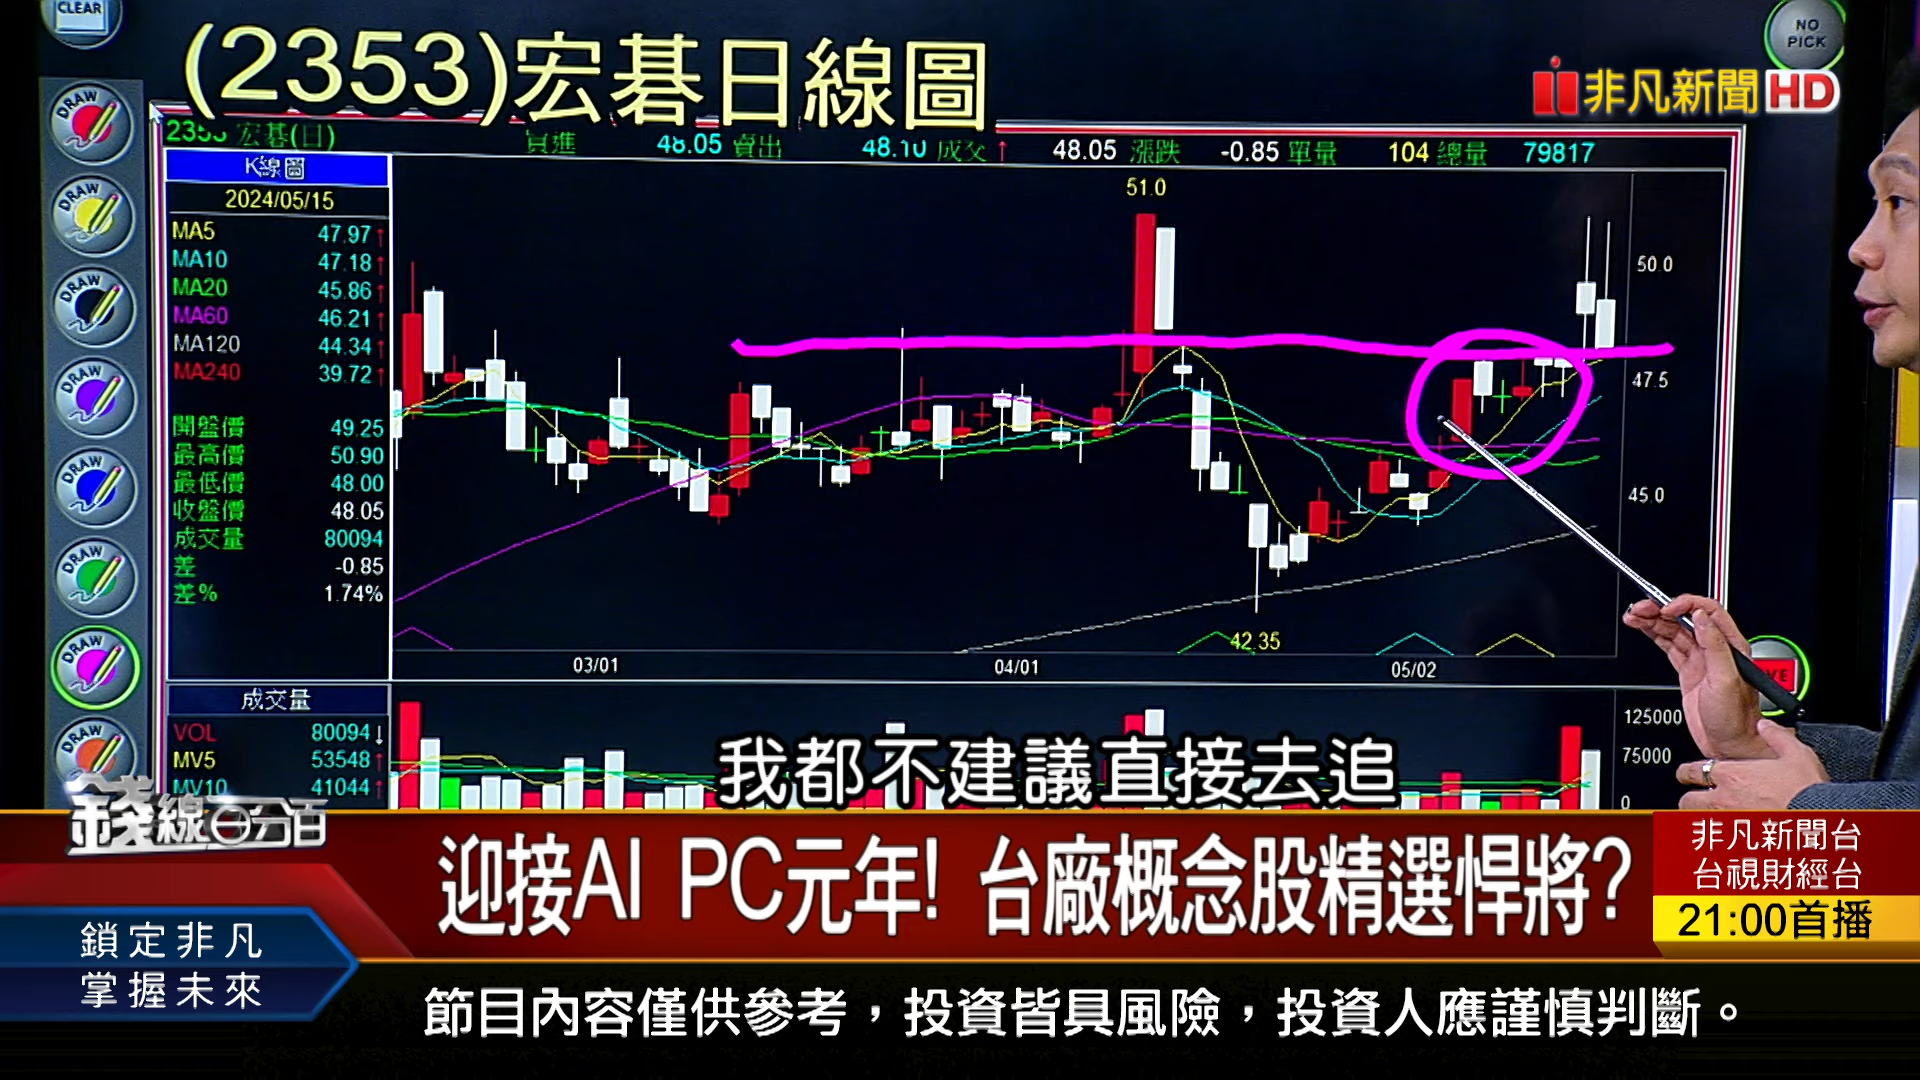 CLEAR
(2353)宏碁日線圖
NO PICK
非凡新聞HD
2353 宏碁(日) 買進 48.05 賣出 48.10 成交 ↑ 48.05 漲跌 -0.85 單量 104 總量 79817
K線圖
2024/05/15
MA5 47.97↑
MA10 47.18↑
MA20 45.86↑
MA60 46.21↑
MA120 44.34↑
MA240 39.72↑
開盤價 49.25
最高價 50.90
最低價 48.00
收盤價 48.05
成交量 80094
差 -0.85
差% 1.74%
51.0
50.0
47.5
45.0
42.35
03/01 04/01 05/02
成交量
VOL 80094↓
MV5 53548↑
MV10 41044↑
125000
75000
0
DRAW
DRAW
DRAW
DRAW
DRAW
DRAW
DRAW
DRAW
我都不建議直接去追
錢線百分百
迎接AI PC元年! 台廠概念股精選悍將?
非凡新聞台
台視財經台
21:00首播
鎖定非凡
掌握未來
節目內容僅供參考，投資皆具風險，投資人應謹慎判斷。